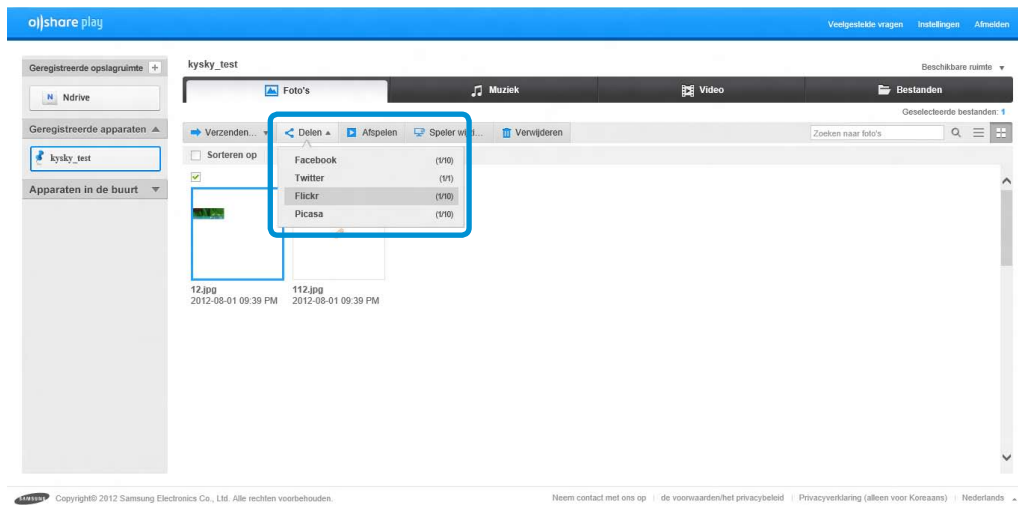 allshare play
Veelgestelde vragen Instellingen Afmelden
Geregistreerde opslagruimte +
N Ndrive
Geregistreerde apparaten
kysky_test
Apparaten in de buurt
kysky_test
Beschikbare ruimte
Foto's Muziek Video Bestanden
Geselecteerde bestanden: 1
Verzenden... Delen Afspelen Speler wijd... Verwijderen
Zoeken naar foto's
Sorteren op
Facebook (1/10)
Twitter (1/1)
Flickr (1/10)
Picasa (1/10)
12.jpg
2012-08-01 09:39 PM
112.jpg
2012-08-01 09:39 PM
SAMSUNG Copyright© 2012 Samsung Electronics Co., Ltd. Alle rechten voorbehouden.
Neem contact met ons op | de voorwaarden/het privacybeleid | Privacyverklaring (alleen voor Koreaans) | Nederlands